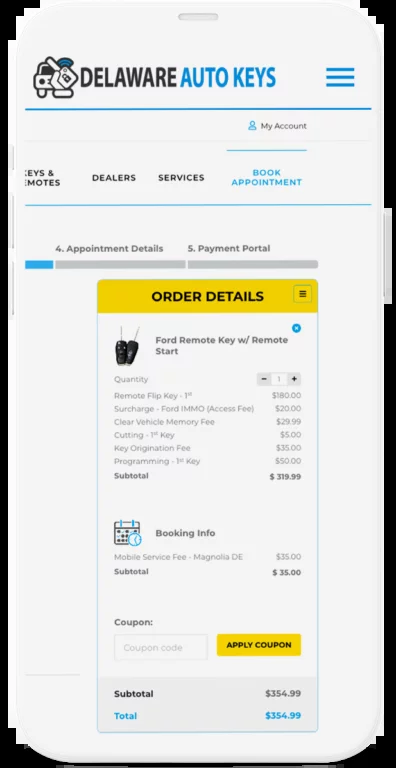 DELAWARE AUTO KEYS
My Account
KEYS &
EMOTES
DEALERS
SERVICES
BOOK
APPOINTMENT
4. Appointment Details
5. Payment Portal
ORDER DETAILS
Ford Remote Key w/ Remote
Start
Quantity
− 1 +
Remote Flip Key - 1st $180.00
Surcharge - Ford IMMO (Access Fee) $20.00
Clear Vehicle Memory Fee $29.99
Cutting - 1st Key $5.00
Key Origination Fee $35.00
Programming - 1st Key $50.00
Subtotal $ 319.99
Booking Info
Mobile Service Fee - Magnolia DE $35.00
Subtotal $ 35.00
Coupon:
Coupon code
APPLY COUPON
Subtotal $354.99
Total $354.99